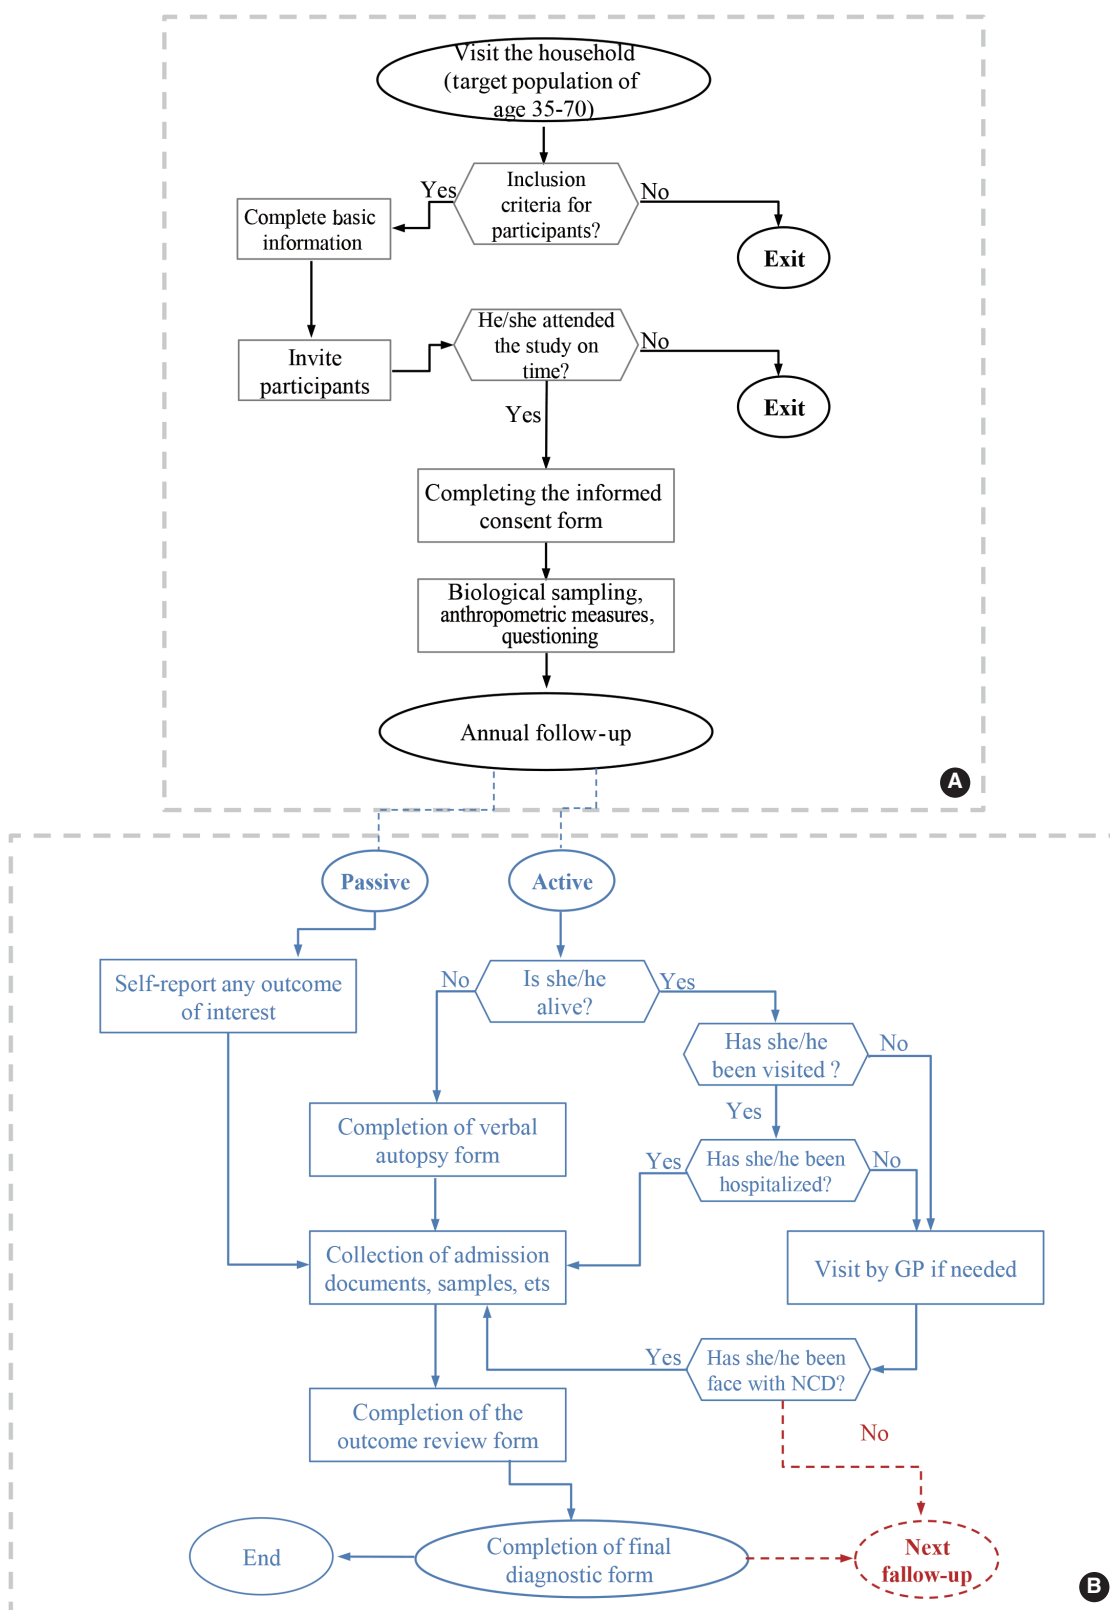 Visit the household
(target population of
age 35-70)
Inclusion
criteria for
participants?
Yes
No
Complete basic
information
Exit
Invite
participants
He/she attended
the study on
time?
No
Exit
Yes
Completing the informed
consent form
Biological sampling,
anthropometric measures,
questioning
Annual follow-up
A
Passive
Active
Self-report any outcome
of interest
No
Is she/he
alive?
Yes
Has she/he
been visited ?
No
Yes
Completion of verbal
autopsy form
Yes
Has she/he been
hospitalized?
No
Collection of admission
documents, samples, ets
Visit by GP if needed
Yes
Has she/he been
face with NCD?
No
Completion of the
outcome review form
End
Completion of final
diagnostic form
Next
fallow-up
B